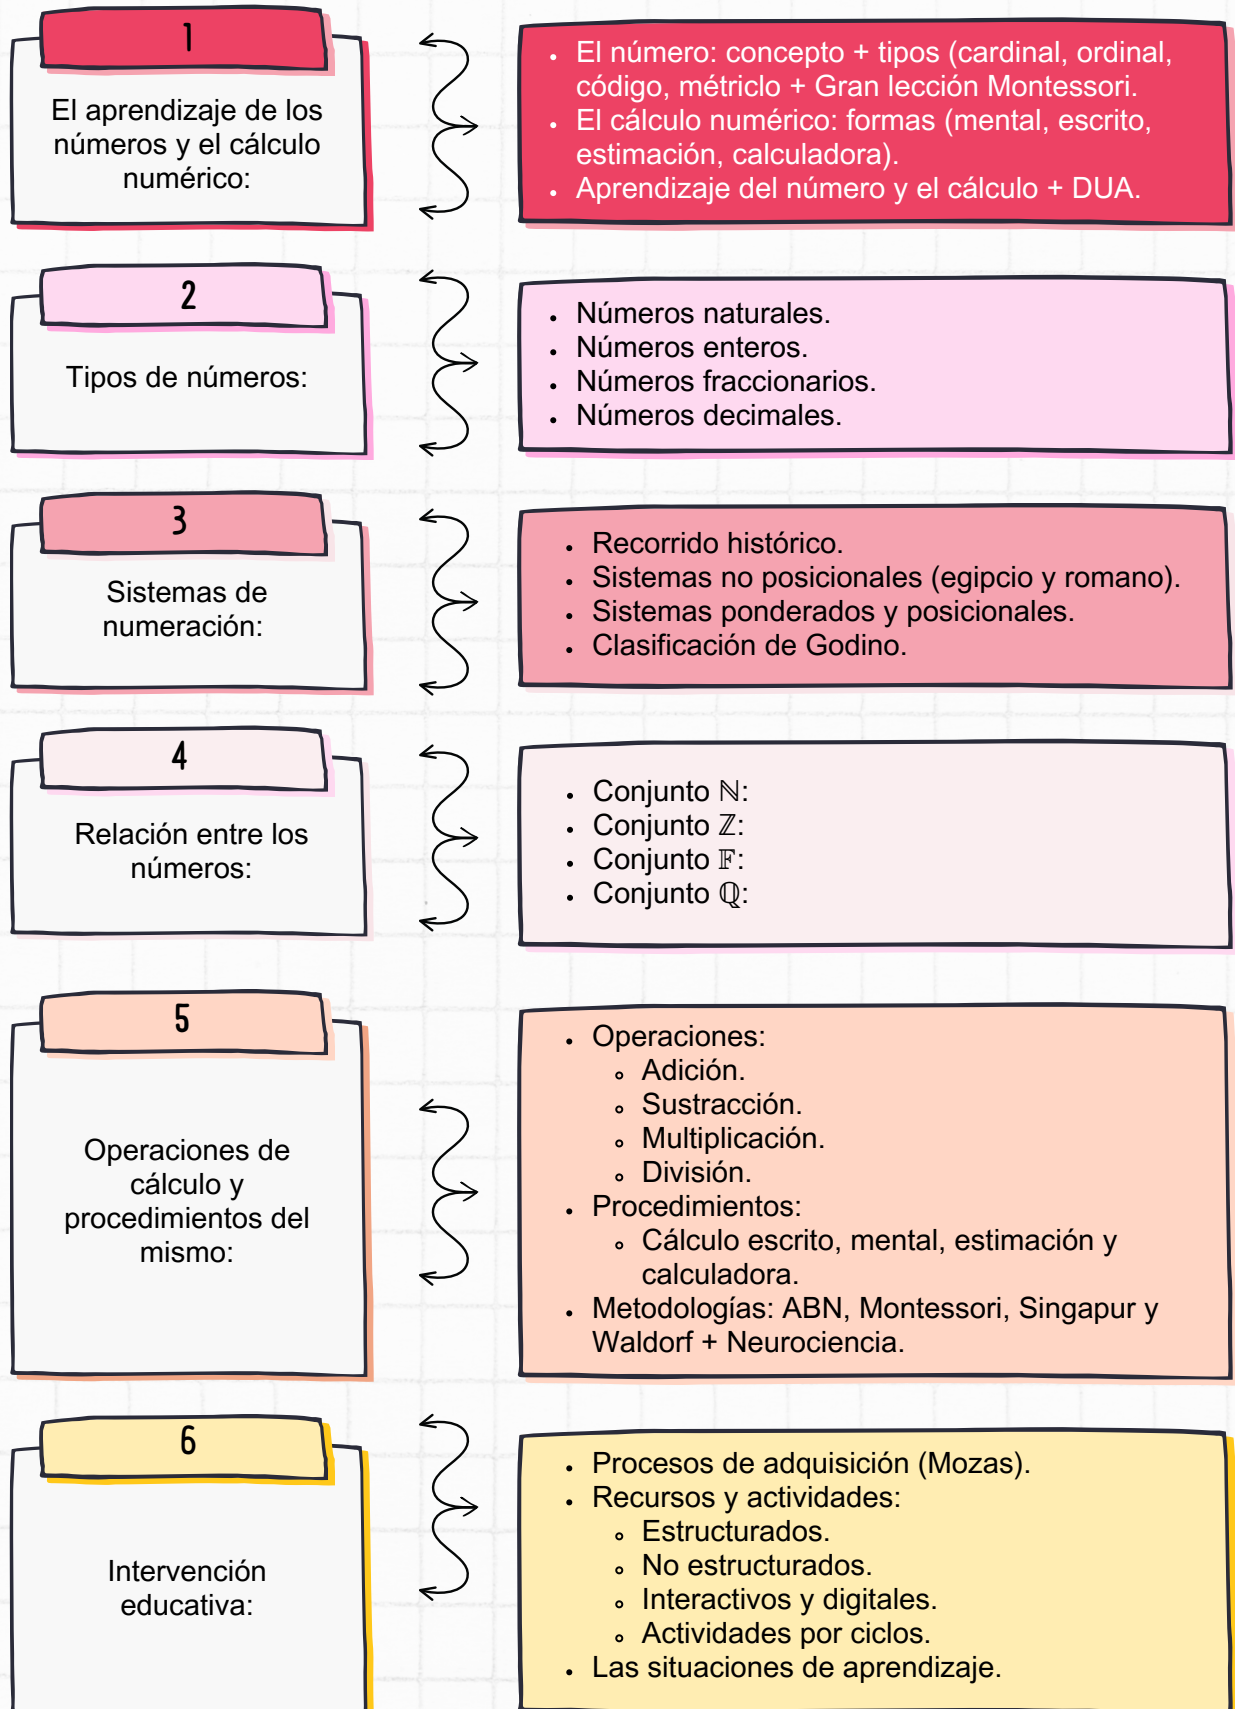 1
El aprendizaje de los
números y el cálculo
numérico:
• El número: concepto + tipos (cardinal, ordinal,
código, métriclo + Gran lección Montessori.
• El cálculo numérico: formas (mental, escrito,
estimación, calculadora).
• Aprendizaje del número y el cálculo + DUA.
2
Tipos de números:
• Números naturales.
• Números enteros.
• Números fraccionarios.
• Números decimales.
3
Sistemas de
numeración:
• Recorrido histórico.
• Sistemas no posicionales (egipcio y romano).
• Sistemas ponderados y posicionales.
• Clasificación de Godino.
4
Relación entre los
números:
• Conjunto ℕ:
• Conjunto ℤ:
• Conjunto 𝔽:
• Conjunto ℚ:
5
Operaciones de
cálculo y
procedimientos del
mismo:
• Operaciones:
◦ Adición.
◦ Sustracción.
◦ Multiplicación.
◦ División.
• Procedimientos:
◦ Cálculo escrito, mental, estimación y
calculadora.
• Metodologías: ABN, Montessori, Singapur y
Waldorf + Neurociencia.
6
Intervención
educativa:
• Procesos de adquisición (Mozas).
• Recursos y actividades:
◦ Estructurados.
◦ No estructurados.
◦ Interactivos y digitales.
◦ Actividades por ciclos.
• Las situaciones de aprendizaje.